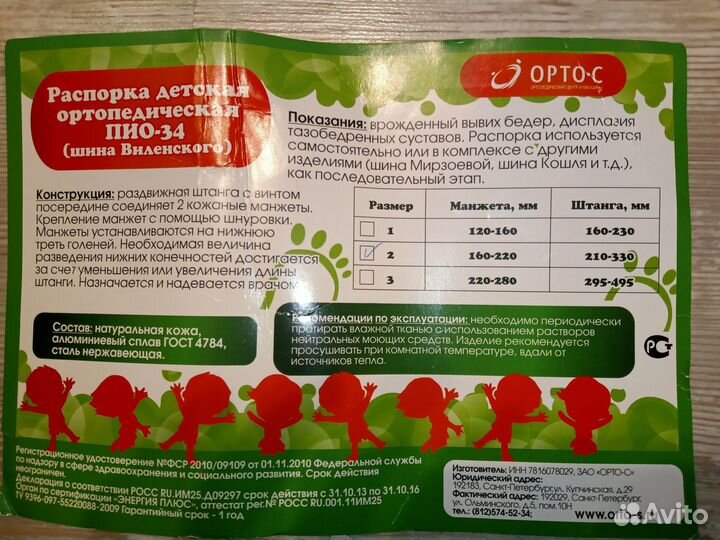 Распорка детская
ортопедическая
ПИО-34
(шина Виленского)
ОРТО·С
ОРТОПЕДИЧЕСКИЙ ЦЕНТР И МАГАЗИН
Показания: врожденный вывих бедер, дисплазия
тазобедренных суставов. Распорка используется
самостоятельно или в комплексе с другими
изделиями (шина Мирзоевой, шина Кошля и т.д.),
как последовательный этап.
Конструкция: раздвижная штанга с винтом
посередине соединяет 2 кожаные манжеты.
Крепление манжет с помощью шнуровки.
Манжеты устанавливаются на нижнюю
треть голеней. Необходимая величина
разведения нижних конечностей достигается
за счет уменьшения или увеличения длины
штанги. Назначается и надевается врачом
Размер Манжета, мм Штанга, мм
1 120-160 160-230
2 160-220 210-330
3 220-280 295-495
Состав: натуральная кожа,
алюминиевый сплав ГОСТ 4784,
сталь нержавеющая.
Рекомендации по эксплуатации: необходимо периодически
протирать влажной тканью с использованием растворов
нейтральных моющих средств. Изделие рекомендуется
просушивать при комнатной температуре, вдали от
источников тепла.
РСТ
Регистрационное удостоверение №ФСР 2010/09109 от 01.11.2010 Федеральной службы
по надзору в сфере здравоохранения и социального развития. Срок действия
неограничен.
Декларация о соответствии РОСС RU.ИМ25.Д09297 срок действия с 31.10.13 по 31.10.16
Орган по сертификации "ЭНЕРГИЯ ПЛЮС", аттестат рег.№ РОСС RU.001.11ИМ25
ТУ 9396-097-55220088-2009 Гарантийный срок - 1 год
Изготовитель: ИНН 7816078029, ЗАО «ОРТО-С»
Юридический адрес:
192183, Санкт-Петербург,ул. Купчинская, д.29
Фактический адрес: 192029, Санкт-Петербург,
ул. Ольминского, д.5, пом.10Н
тел.: (812)574-52-34;
www.orto-s.
Avito